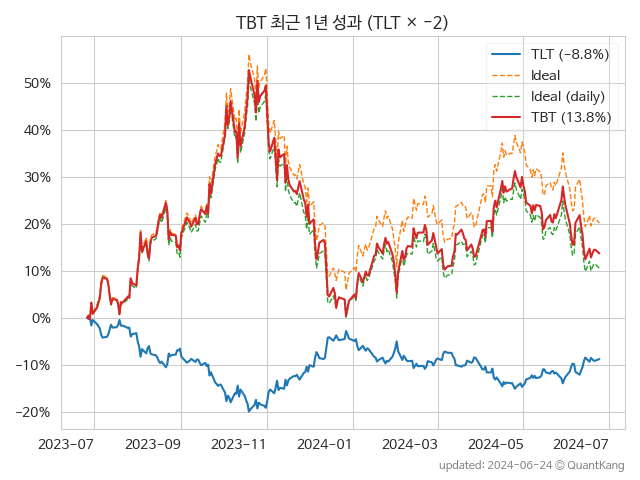 TBT 최근 1년 성과 (TLT × −2)
TLT (−8.8%)
Ideal
Ideal (daily)
TBT (13.8%)
50%
40%
30%
20%
10%
0%
−10%
−20%
2023-07 2023-09 2023-11 2024-01 2024-03 2024-05 2024-07
updated: 2024-06-24 © QuantKang